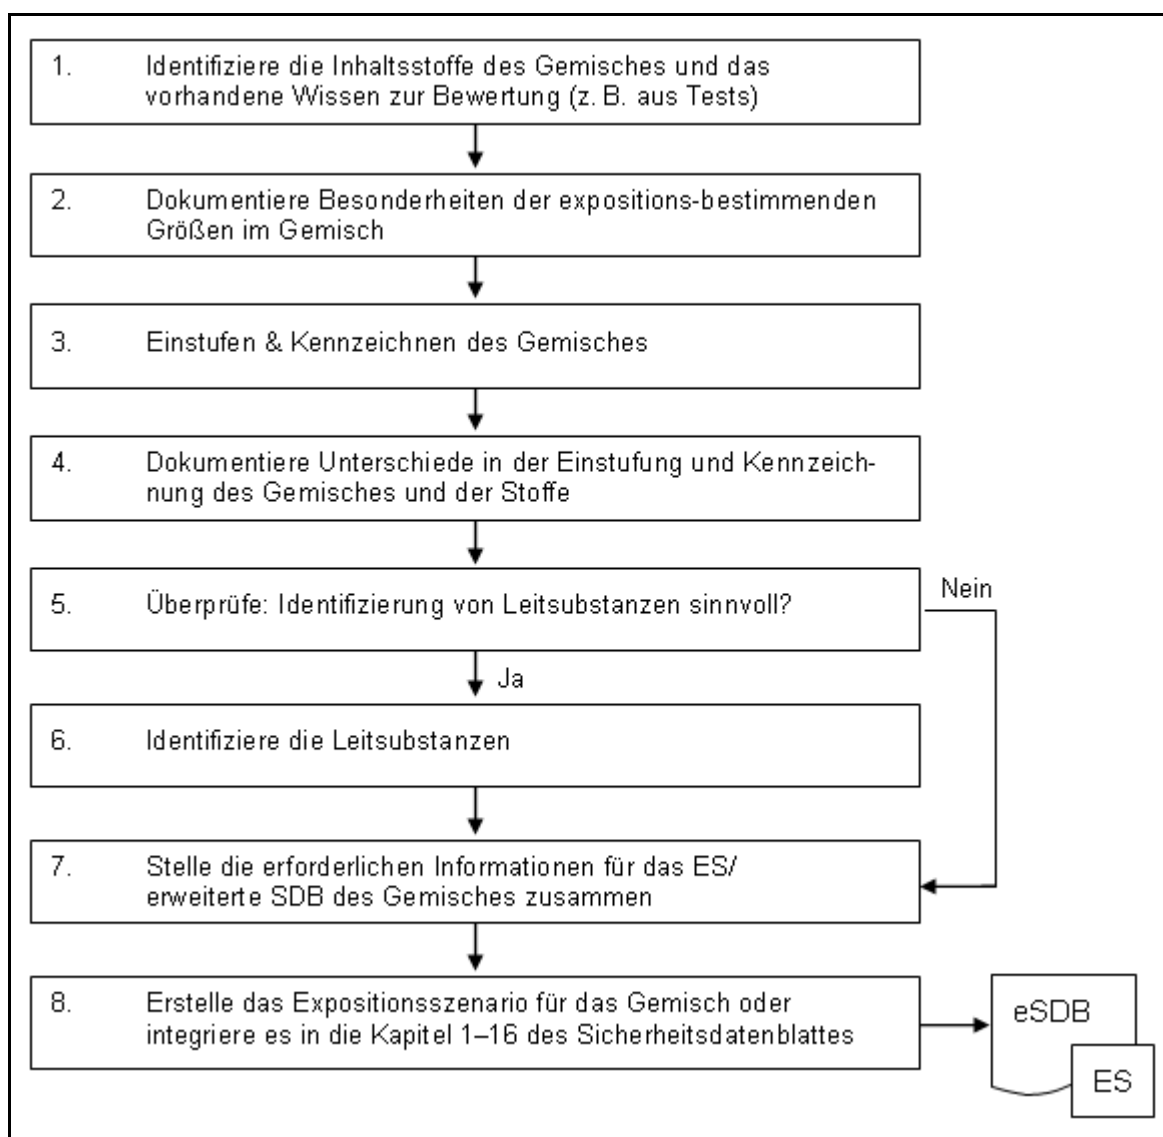 1. Identifiziere die Inhaltsstoffe des Gemisches und das
vorhandene Wissen zur Bewertung (z. B. aus Tests)
2. Dokumentiere Besonderheiten der expositions-bestimmenden
Größen im Gemisch
3. Einstufen & Kennzeichnen des Gemisches
4. Dokumentiere Unterschiede in der Einstufung und Kennzeich-
nung des Gemisches und der Stoffe
5. Überprüfe: Identifizierung von Leitsubstanzen sinnvoll?
Nein
Ja
6. Identifiziere die Leitsubstanzen
7. Stelle die erforderlichen Informationen für das ES/
erweiterte SDB des Gemisches zusammen
8. Erstelle das Expositionsszenario für das Gemisch oder
integriere es in die Kapitel 1–16 des Sicherheitsdatenblattes
eSDB
ES